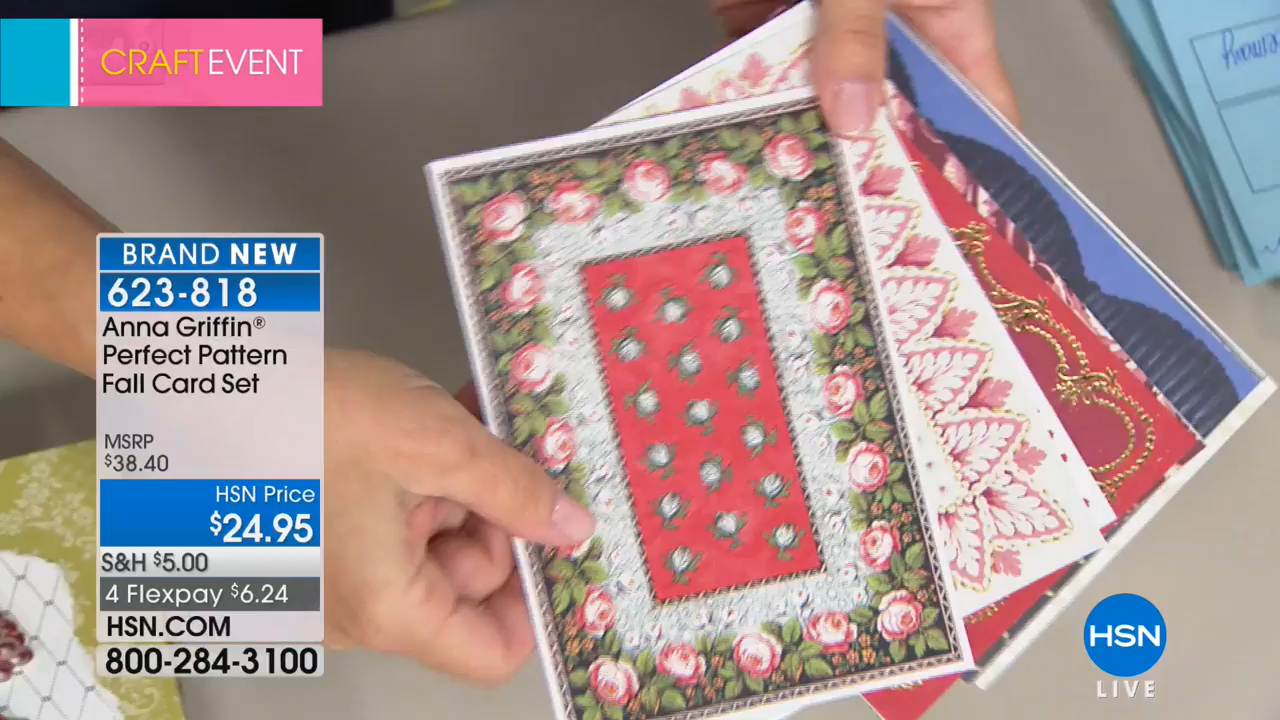 CRAFT EVENT
BRAND NEW
623-818
Anna Griffin®
Perfect Pattern
Fall Card Set
MSRP
$38.40
HSN Price
$24.95
S&H $5.00
4 Flexpay $6.24
HSN.COM
800-284-3100
HSN
LIVE